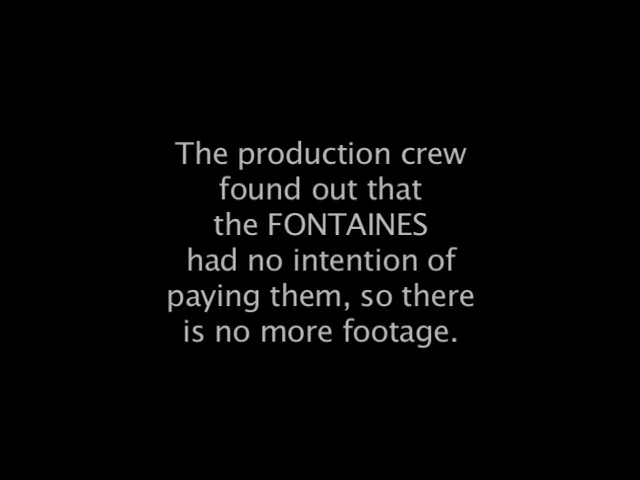 The production crew
found out that
the FONTAINES
had no intention of
paying them, so there
is no more footage.